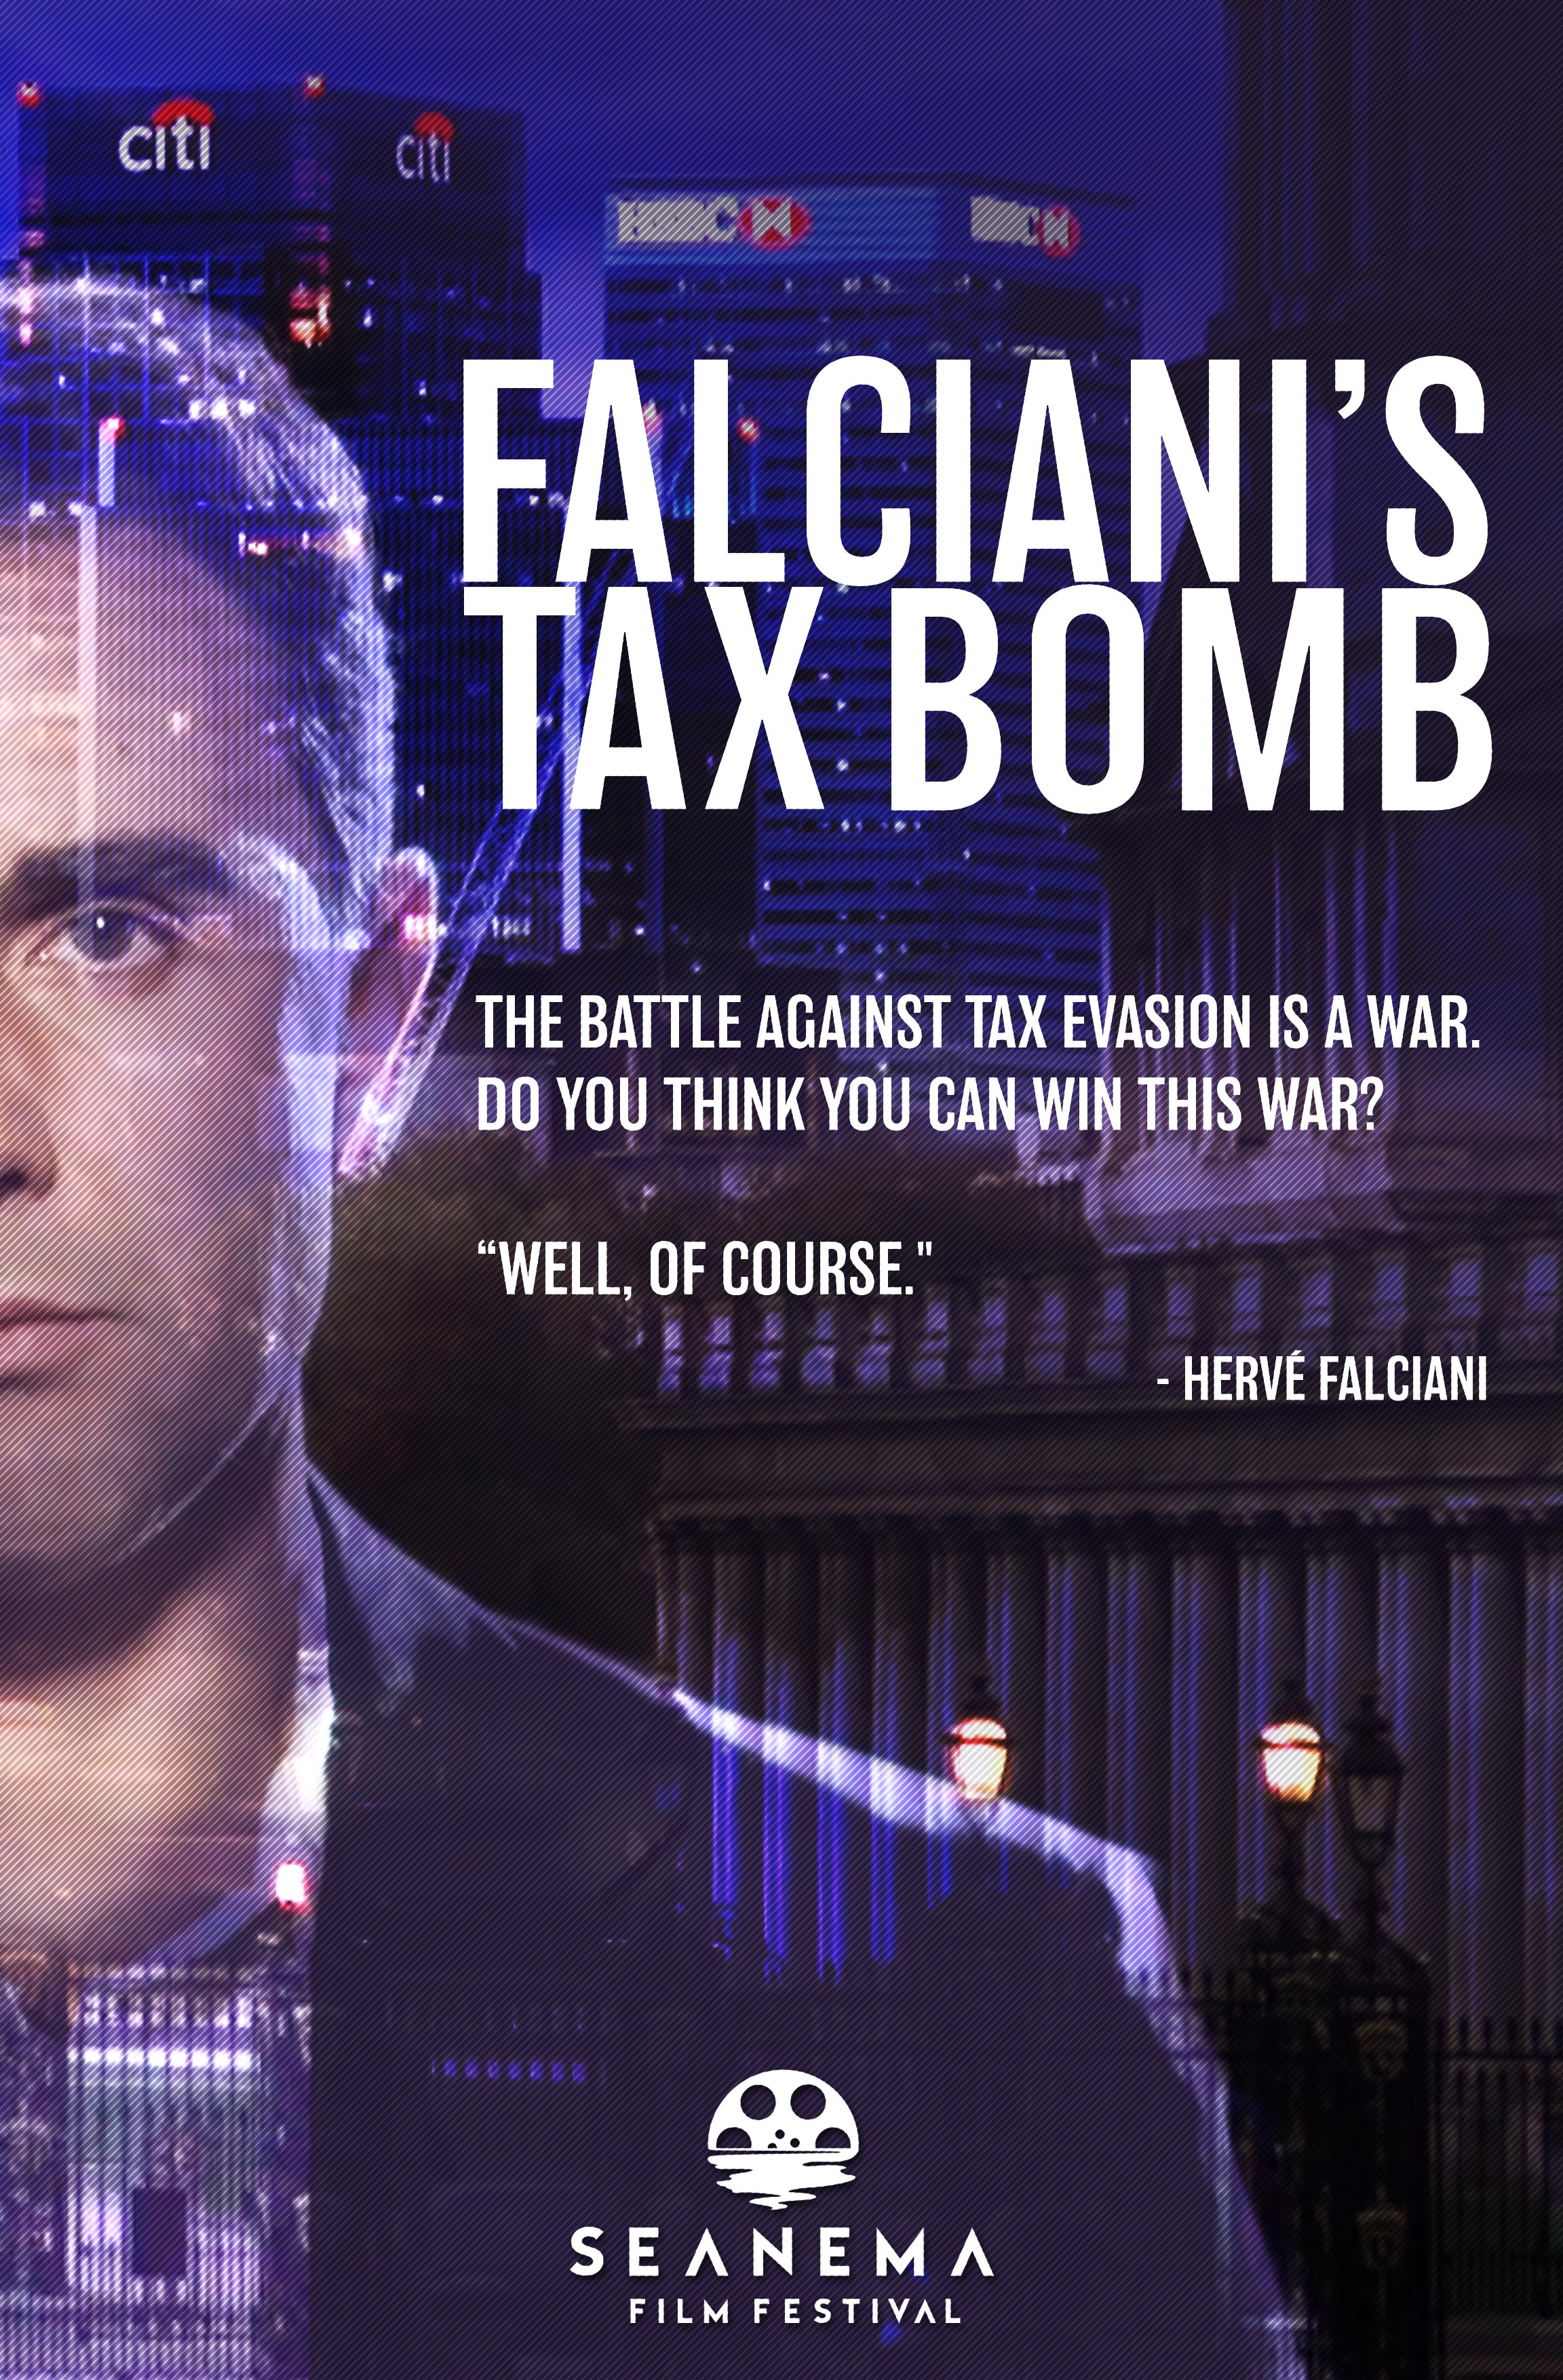 citi
citi
HSBC
HSBC
FALCIANI’S
TAX BOMB
THE BATTLE AGAINST TAX EVASION IS A WAR.
DO YOU THINK YOU CAN WIN THIS WAR?
“WELL, OF COURSE."
- HERVÉ FALCIANI
SEANEMA
FILM FESTIVAL